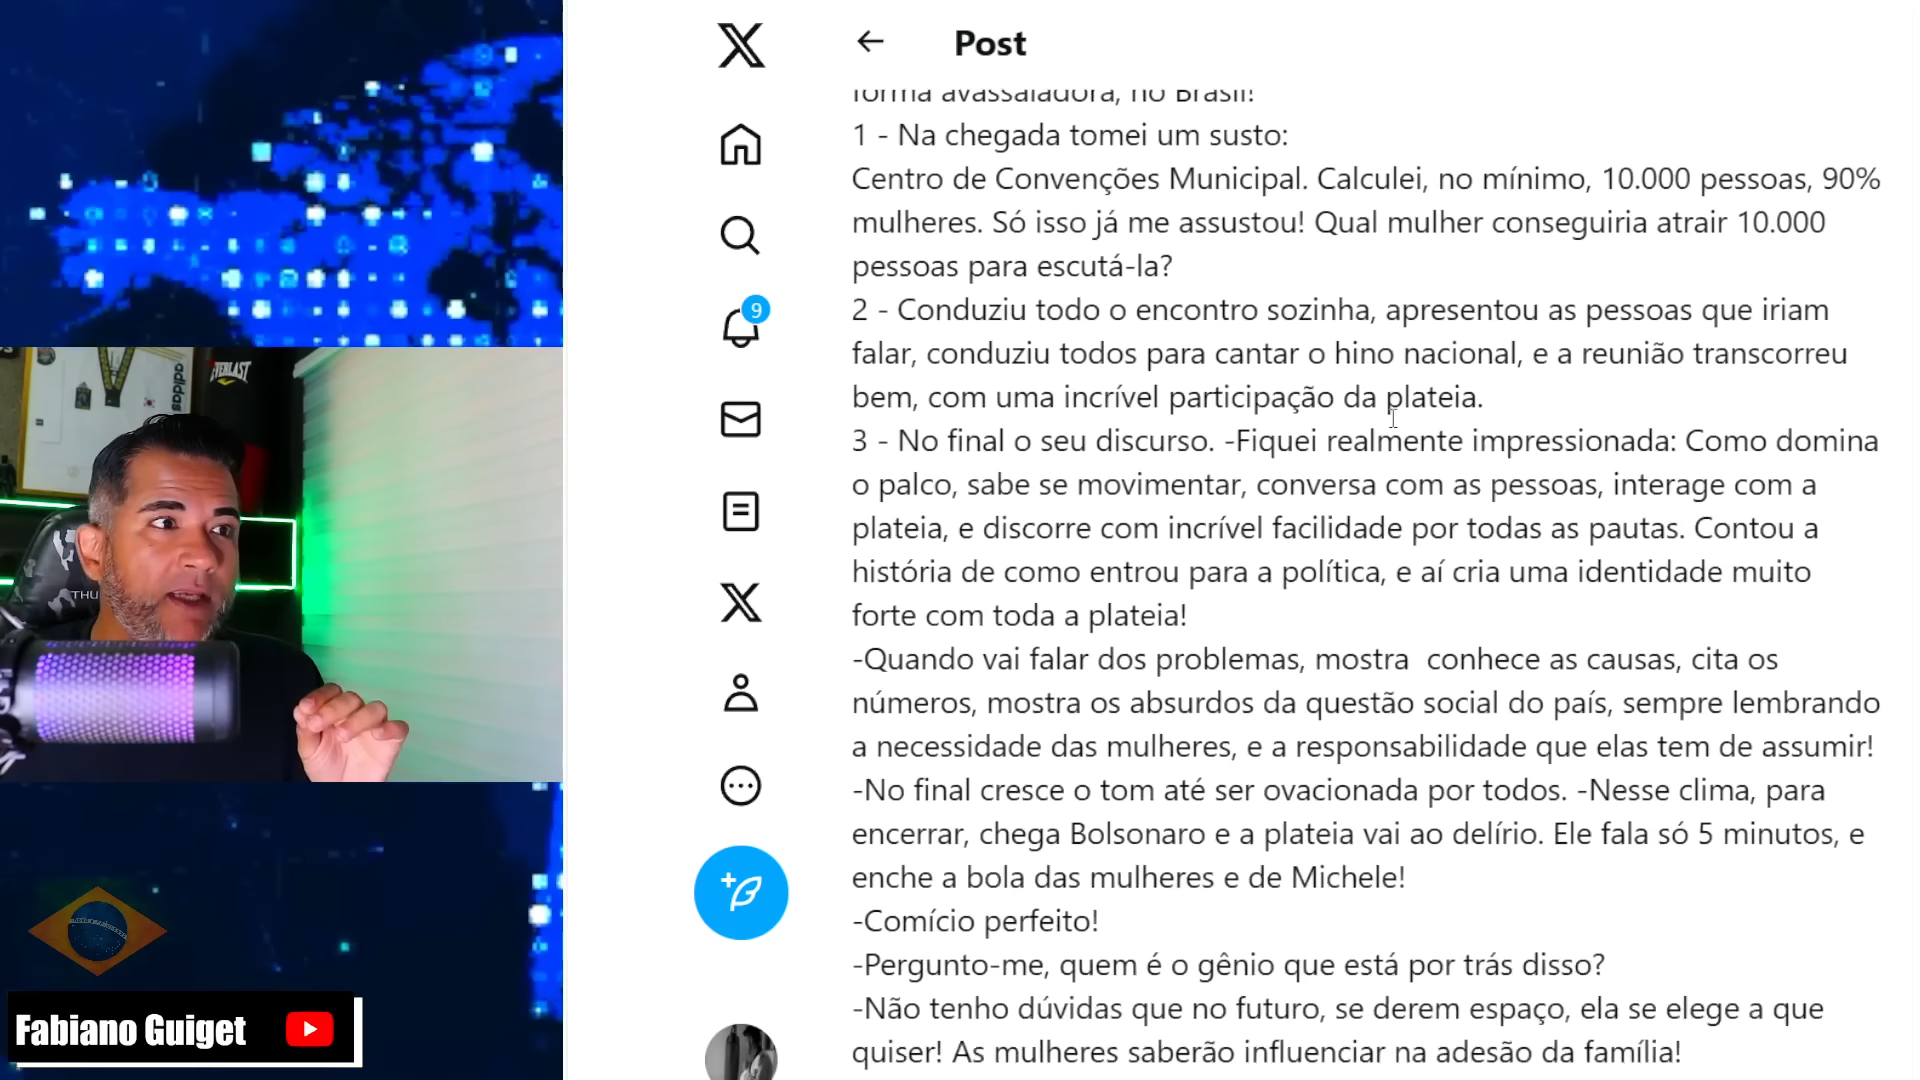 Post
forma avassaladora, no Brasil!
1 - Na chegada tomei um susto:
Centro de Convenções Municipal. Calculei, no mínimo, 10.000 pessoas, 90%
mulheres. Só isso já me assustou! Qual mulher conseguiria atrair 10.000
pessoas para escutá-la?
2 - Conduziu todo o encontro sozinha, apresentou as pessoas que iriam
falar, conduziu todos para cantar o hino nacional, e a reunião transcorreu
bem, com uma incrível participação da plateia.
3 - No final o seu discurso. -Fiquei realmente impressionada: Como domina
o palco, sabe se movimentar, conversa com as pessoas, interage com a
plateia, e discorre com incrível facilidade por todas as pautas. Contou a
história de como entrou para a política, e aí cria uma identidade muito
forte com toda a plateia!
-Quando vai falar dos problemas, mostra  conhece as causas, cita os
números, mostra os absurdos da questão social do país, sempre lembrando
a necessidade das mulheres, e a responsabilidade que elas tem de assumir!
-No final cresce o tom até ser ovacionada por todos. -Nesse clima, para
encerrar, chega Bolsonaro e a plateia vai ao delírio. Ele fala só 5 minutos, e
enche a bola das mulheres e de Michele!
-Comício perfeito!
-Pergunto-me, quem é o gênio que está por trás disso?
-Não tenho dúvidas que no futuro, se derem espaço, ela se elege a que
quiser! As mulheres saberão influenciar na adesão da família!
9
EVERLAST
adidas
THU
Fabiano Guiget